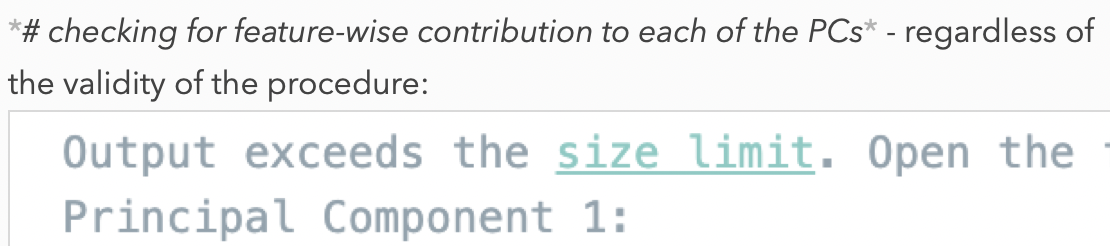 *# checking for feature-wise contribution to each of the PCs* - regardless of
the validity of the procedure:
Output exceeds the size limit. Open the
Principal Component 1: